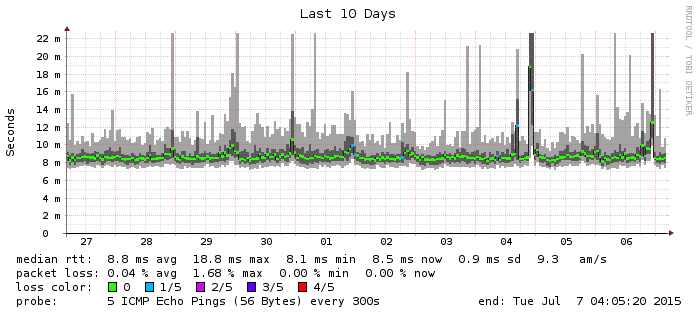 Last 10 Days
RRDTOOL / TOBI OETIKER
Seconds
22 m
20 m
18 m
16 m
14 m
12 m
10 m
8 m
6 m
4 m
2 m
0
27 28 29 30 01 02 03 04 05 06
median rtt: 8.8 ms avg 18.8 ms max 8.1 ms min 8.5 ms now 0.9 ms sd 9.3 am/s
packet loss: 0.04 % avg 1.68 % max 0.00 % min 0.00 % now
loss color: 0 1/5 2/5 3/5 4/5
probe: 5 ICMP Echo Pings (56 Bytes) every 300s end: Tue Jul 7 04:05:20 2015